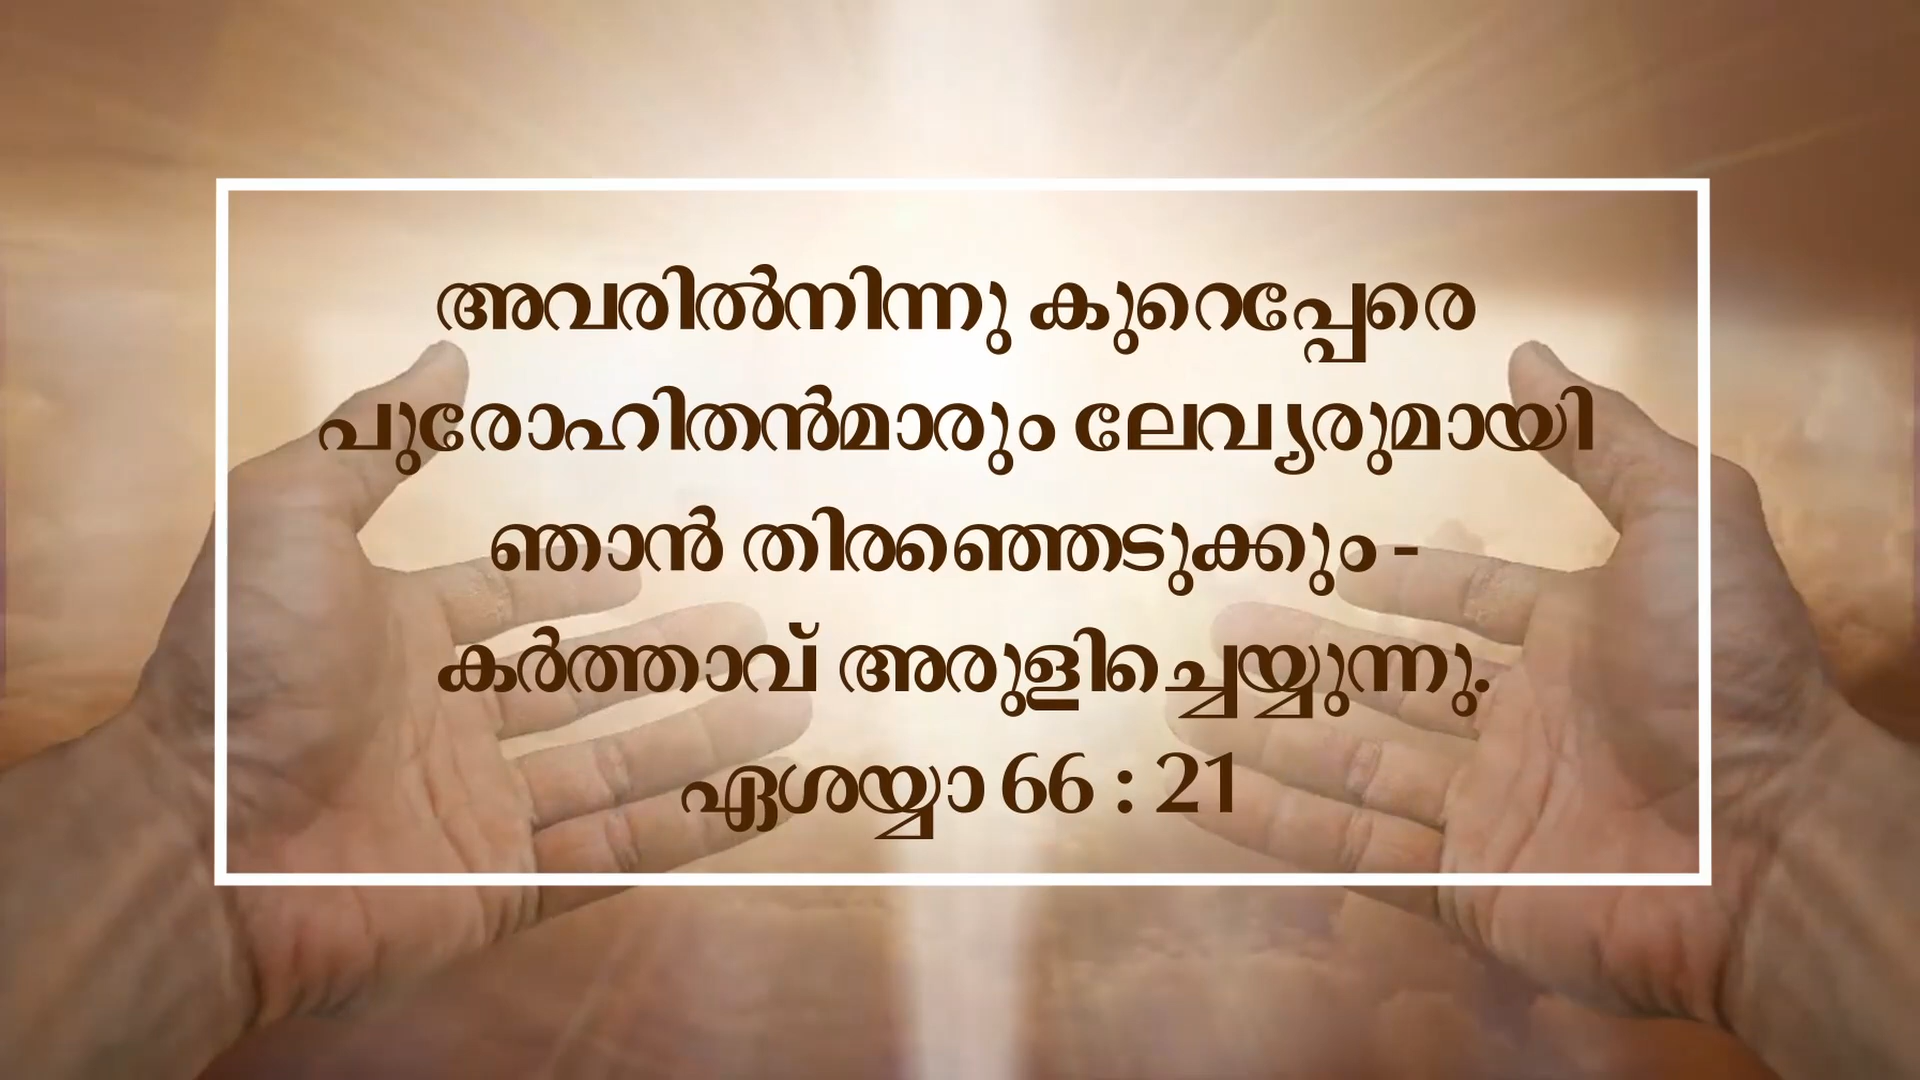 അവരിൽനിന്നു കുറെപ്പേരെ
പുരോഹിതൻമാരും ലേവ്യരുമായി
ഞാൻ തിരഞ്ഞെടുക്കും -
കർത്താവ് അരുളിച്ചെയ്യുന്നു.
ഏശയ്യാ 66 : 21